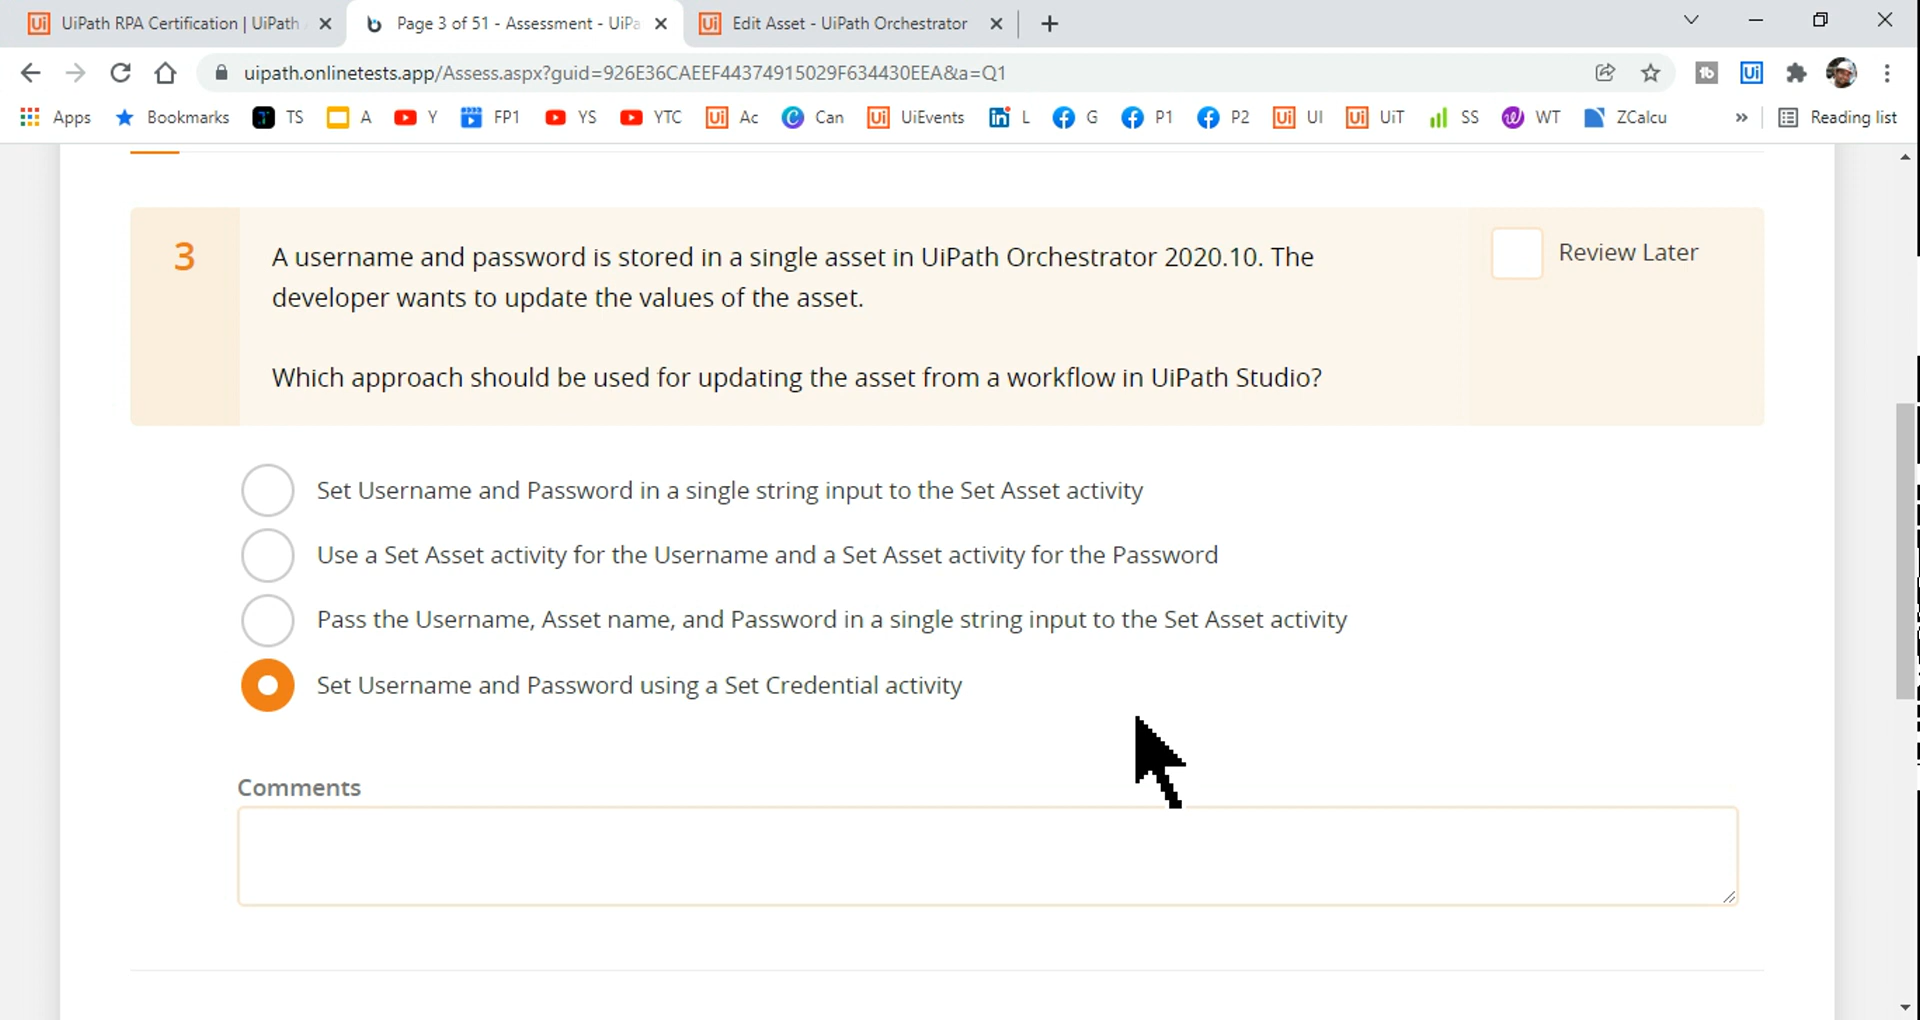 UiPath RPA Certification | UiPath
Page 3 of 51 - Assessment - UiPa
Edit Asset - UiPath Orchestrator
uipath.onlinetests.app/Assess.aspx?guid=926E36CAEEF44374915029F634430EEA&a=Q1
Apps Bookmarks TS A Y FP1 YS YTC Ac Can UiEvents L G P1 P2 UI UiT SS WT ZCalcu » Reading list
3
A username and password is stored in a single asset in UiPath Orchestrator 2020.10. The
developer wants to update the values of the asset.
Which approach should be used for updating the asset from a workflow in UiPath Studio?
Review Later
Set Username and Password in a single string input to the Set Asset activity
Use a Set Asset activity for the Username and a Set Asset activity for the Password
Pass the Username, Asset name, and Password in a single string input to the Set Asset activity
Set Username and Password using a Set Credential activity
Comments